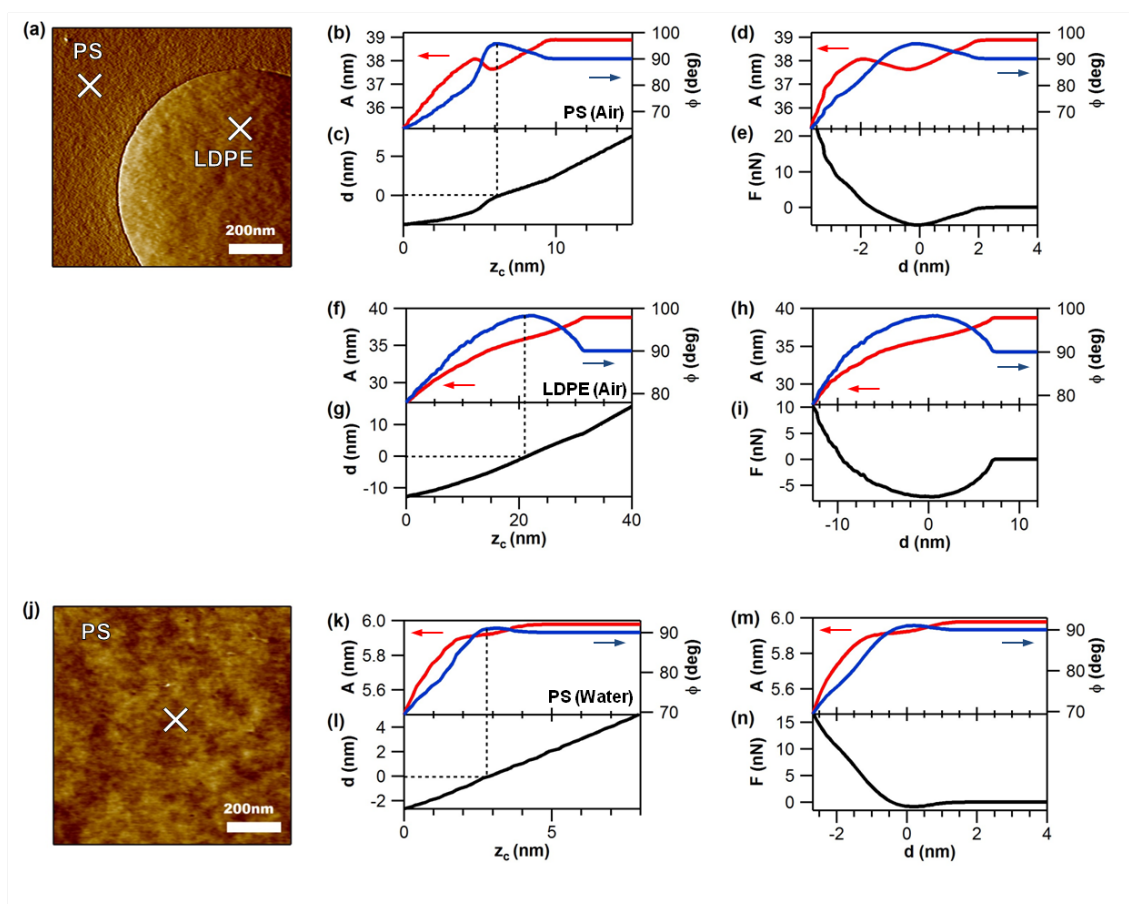 (a)
PS
LDPE
200nm
(b)
A (nm)
39
38
37
36
100
90
80
70
ϕ (deg)
PS (Air)
(c)
d (nm)
5
0
0
10
z_c (nm)
(d)
A (nm)
39
38
37
36
100
90
80
70
ϕ (deg)
(e)
F (nN)
20
10
0
-2
0
2
4
d (nm)
(f)
A (nm)
40
35
30
100
90
80
ϕ (deg)
LDPE (Air)
(g)
d (nm)
10
0
-10
0
20
40
z_c (nm)
(h)
A (nm)
40
35
30
100
90
80
ϕ (deg)
(i)
F (nN)
10
5
0
-5
-10
0
10
d (nm)
(j)
PS
200nm
(k)
A (nm)
6.0
5.8
5.6
90
80
70
ϕ (deg)
PS (Water)
(l)
d (nm)
4
2
0
-2
0
5
z_c (nm)
(m)
A (nm)
6.0
5.8
5.6
90
80
70
ϕ (deg)
(n)
F (nN)
15
10
5
0
-2
0
2
4
d (nm)